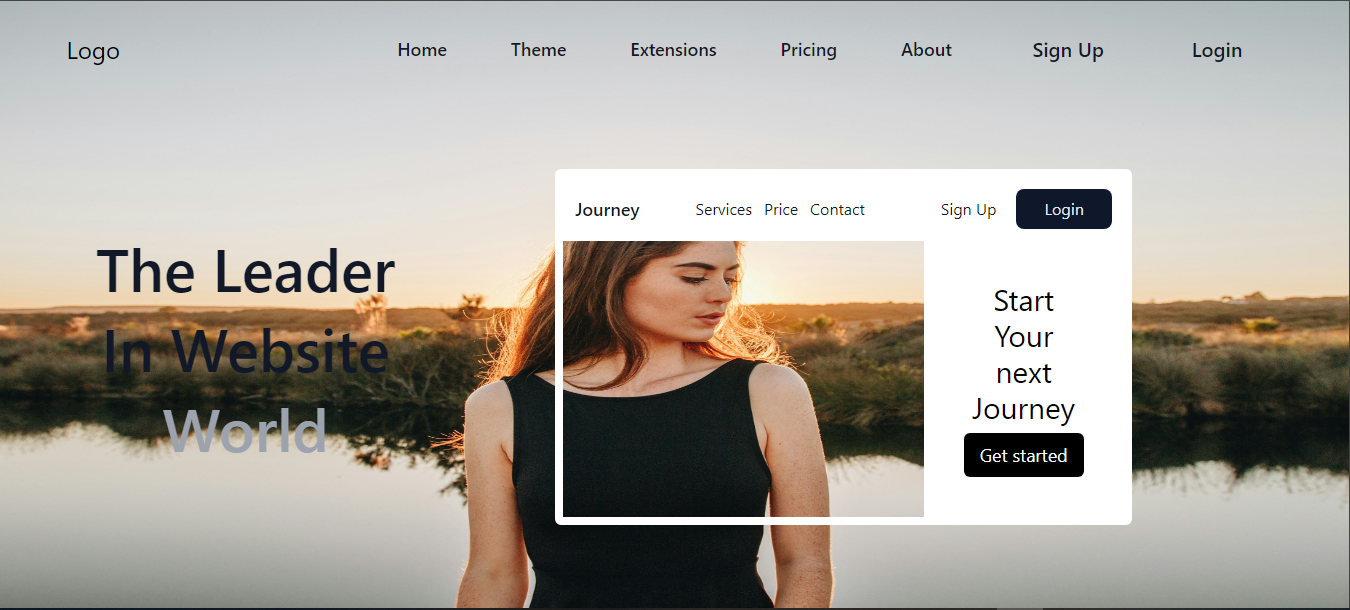 Logo Home Theme Extensions Pricing About Sign Up Login
Journey Services Price Contact Sign Up Login
The Leader
In Website
World
Start
Your
next
Journey
Get started